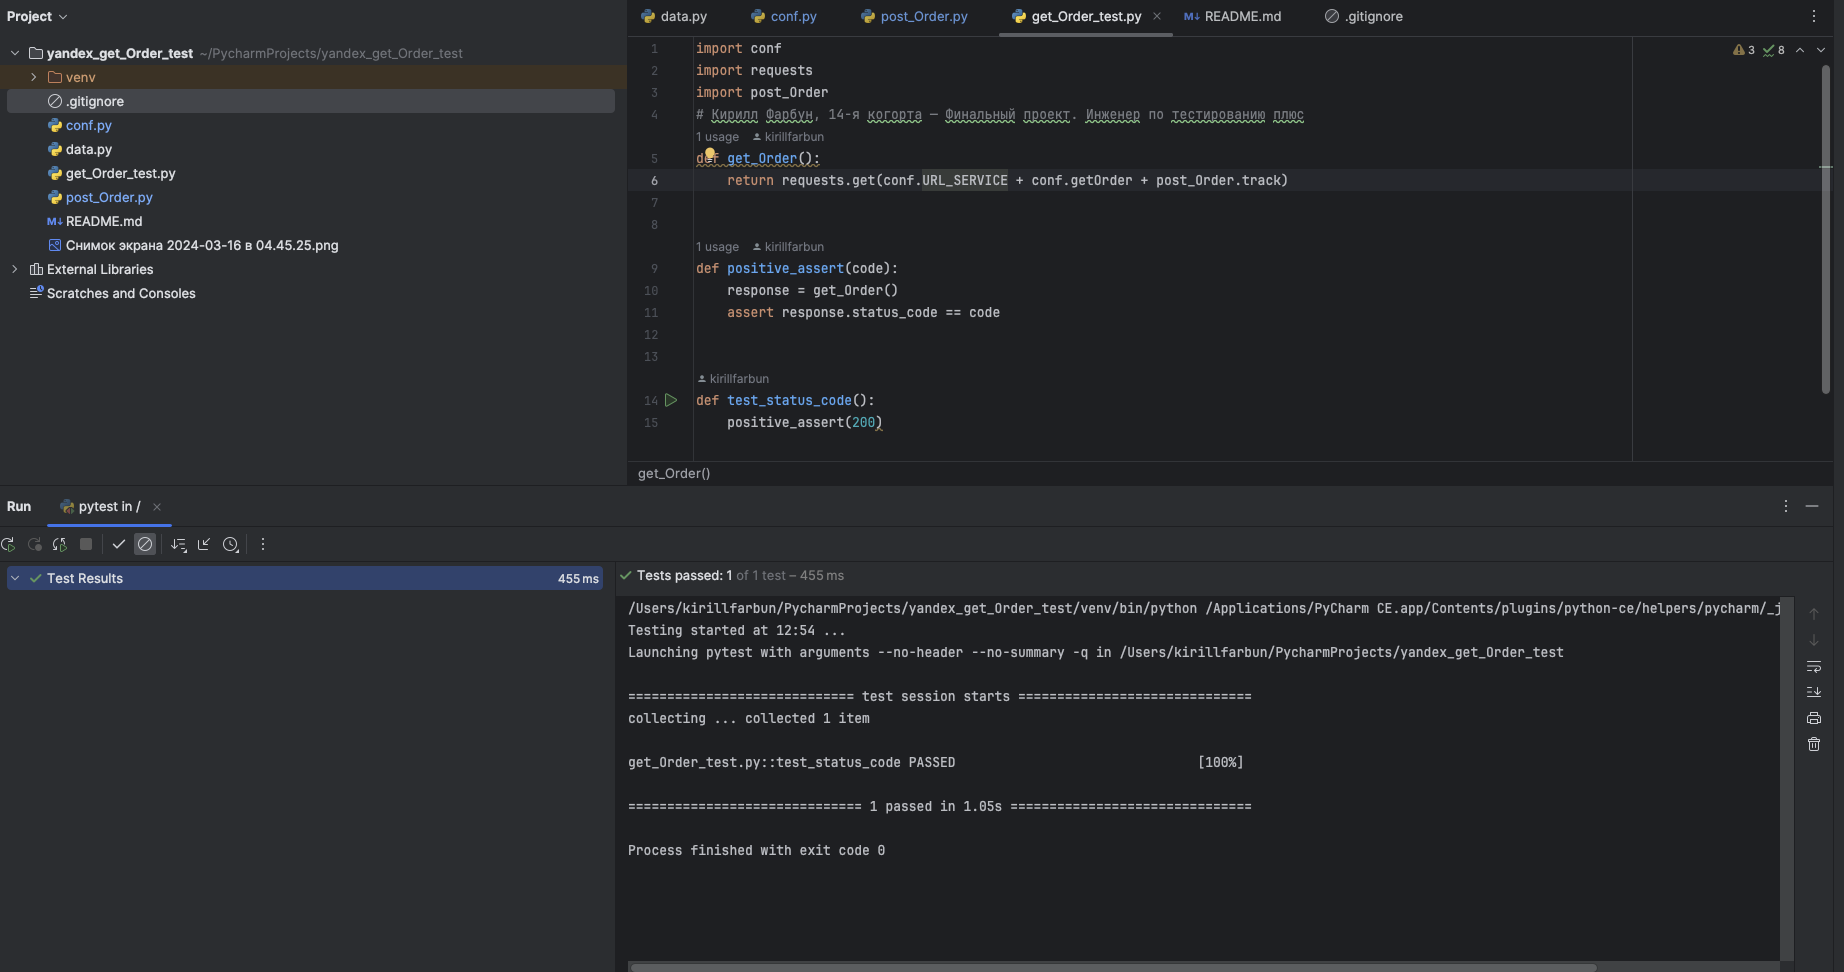 Project
data.py
conf.py
post_Order.py
get_Order_test.py
README.md
.gitignore
yandex_get_Order_test ~/PycharmProjects/yandex_get_Order_test
venv
.gitignore
conf.py
data.py
get_Order_test.py
post_Order.py
README.md
Снимок экрана 2024-03-16 в 04.45.25.png
External Libraries
Scratches and Consoles
3 8
1 import conf
2 import requests
3 import post_Order
4 # Кирилл Фарбун, 14-я когорта — Финальный проект. Инженер по тестированию плюс
1 usage kirillfarbun
5 def get_Order():
6 return requests.get(conf.URL_SERVICE + conf.getOrder + post_Order.track)
7
8
1 usage kirillfarbun
9 def positive_assert(code):
10 response = get_Order()
11 assert response.status_code == code
12
13
kirillfarbun
14 def test_status_code():
15 positive_assert(200)
get_Order()
Run
pytest in /
Test Results 455 ms
Tests passed: 1 of 1 test – 455 ms
/Users/kirillfarbun/PycharmProjects/yandex_get_Order_test/venv/bin/python /Applications/PyCharm CE.app/Contents/plugins/python-ce/helpers/pycharm/_j
Testing started at 12:54 ...
Launching pytest with arguments --no-header --no-summary -q in /Users/kirillfarbun/PycharmProjects/yandex_get_Order_test
============================= test session starts ==============================
collecting ... collected 1 item
get_Order_test.py::test_status_code PASSED [100%]
============================== 1 passed in 1.05s ===============================
Process finished with exit code 0